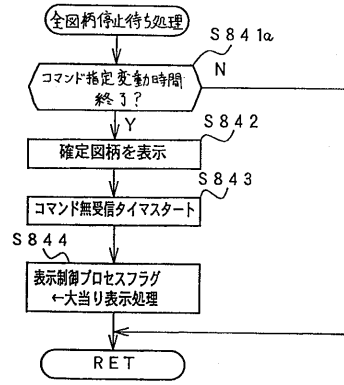 全図柄停止待ち処理
S841a
コマンド指定変動時間
終了?
N
Y
S842
確定図柄を表示
S843
コマンド無受信タイマスタート
S844
表示制御プロセスフラグ
←大当り表示処理
RET